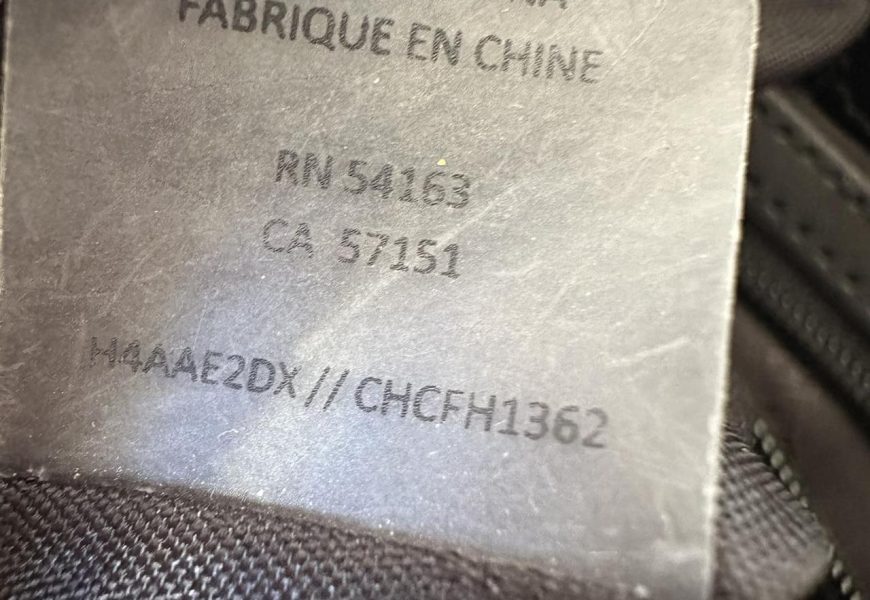 FABRIQUE EN CHINE
RN 54163
CA 57151
H4AAE2DX // CHCFH1362